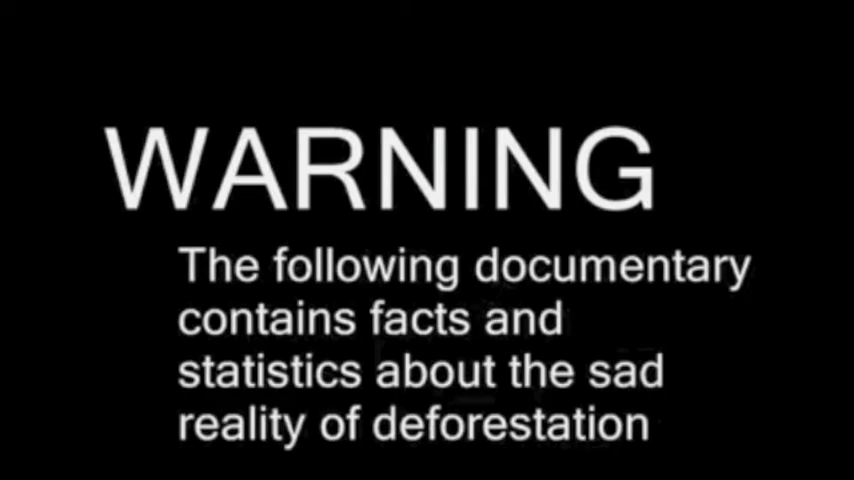 WARNING
The following documentary
contains facts and
statistics about the sad
reality of deforestation